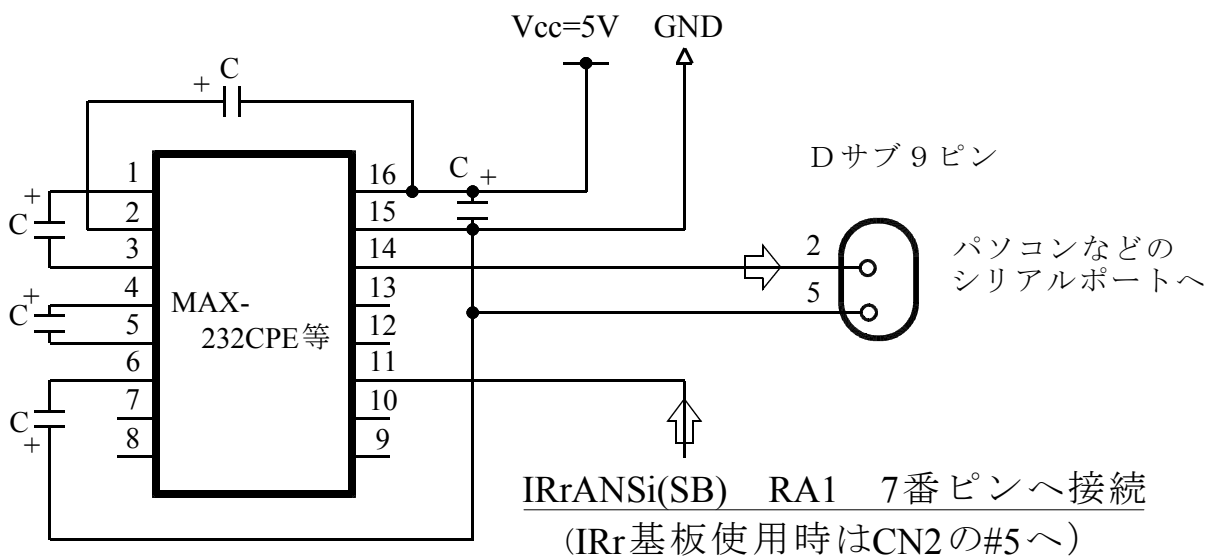 Vcc=5V GND
+ C
Dサブ9ピン
1 16 C +
+ C 2 15
3 14 2 パソコンなどの
シリアルポートへ
4 13 5
+ C MAX-
5 12
232CPE等
6 11
C + 7 10
8 9
IRrANSi(SB) RA1 7番ピンへ接続
(IRr基板使用時はCN2の#5へ)